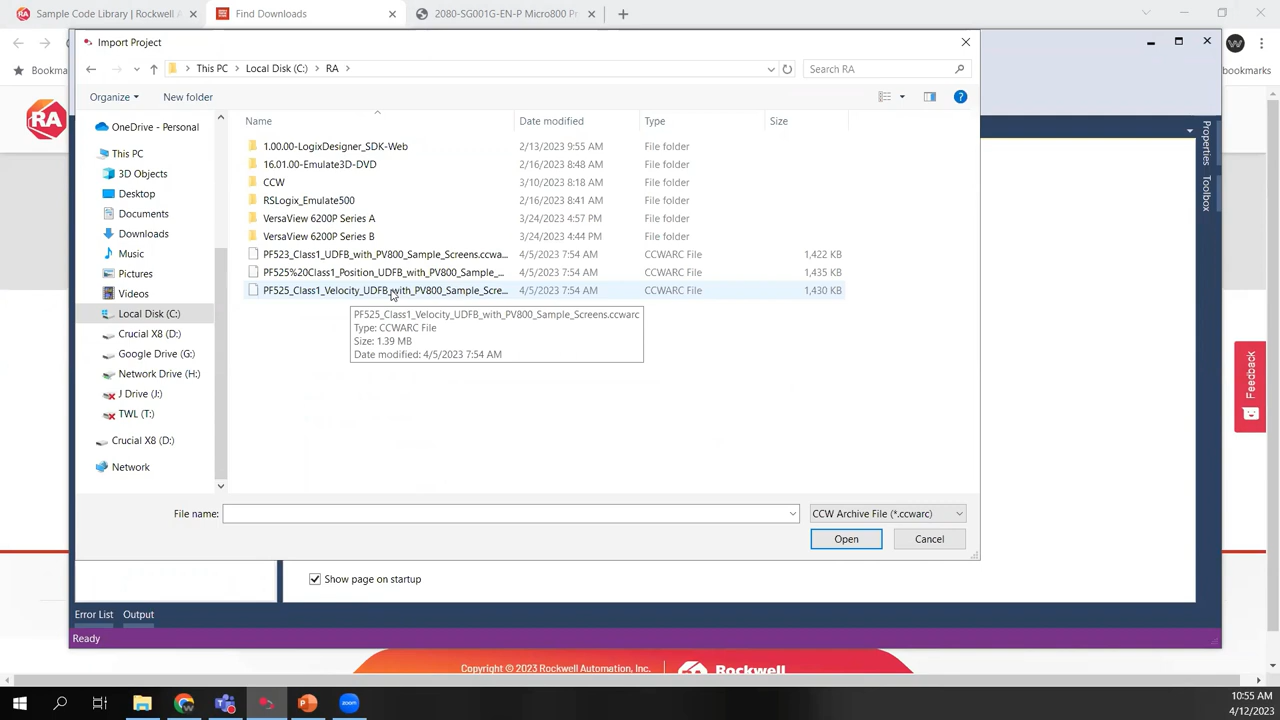 Sample Code Library | Rockwell A
Find Downloads
2080-SG001G-EN-P Micro800 Pr
Bookma
ookmarks
RA
Import Project
This PC
Local Disk (C:)
RA
Search RA
Organize
New folder
Name
Date modified
Type
Size
OneDrive - Personal
This PC
3D Objects
Desktop
Documents
Downloads
Music
Pictures
Videos
Local Disk (C:)
Crucial X8 (D:)
Google Drive (G:)
Network Drive (H:)
J Drive (J:)
TWL (T:)
Crucial X8 (D:)
Network
1.00.00-LogixDesigner_SDK-Web 2/13/2023 9:55 AM File folder
16.01.00-Emulate3D-DVD 2/16/2023 8:48 AM File folder
CCW 3/10/2023 8:18 AM File folder
RSLogix_Emulate500 2/16/2023 8:41 AM File folder
VersaView 6200P Series A 3/24/2023 4:57 PM File folder
VersaView 6200P Series B 3/24/2023 4:44 PM File folder
PF523_Class1_UDFB_with_PV800_Sample_Screens.ccwa... 4/5/2023 7:54 AM CCWARC File 1,422 KB
PF525%20Class1_Position_UDFB_with_PV800_Sample_... 4/5/2023 7:54 AM CCWARC File 1,435 KB
PF525_Class1_Velocity_UDFB_with_PV800_Sample_Scre... 4/5/2023 7:54 AM CCWARC File 1,430 KB
PF525_Class1_Velocity_UDFB_with_PV800_Sample_Screens.ccwarc
Type: CCWARC File
Size: 1.39 MB
Date modified: 4/5/2023 7:54 AM
File name:
CCW Archive File (*.ccwarc)
Open
Cancel
Properties
Toolbox
Feedback
Show page on startup
Error List
Output
Ready
Copyright © 2023 Rockwell Automation, Inc.
Rockwell
zoom
10:55 AM
4/12/2023